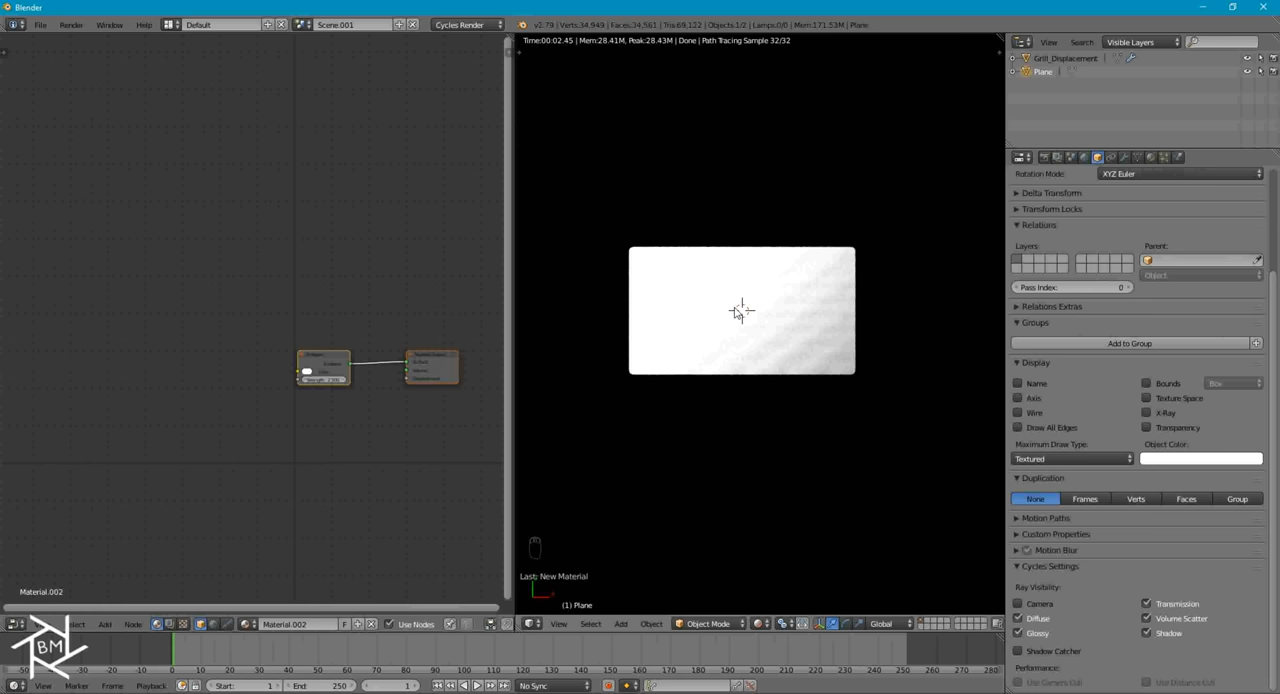 Blender
File Render Window Help Default Scene.001 Cycles Render v2.79 | Verts:34,949 | Faces:34,561 | Tris:69,122 | Objects:1/2 | Lamps:0/0 | Mem:171.53M | Plane
Time:00:02.45 | Mem:28.41M, Peak:28.43M | Done | Path Tracing Sample 32/32
View Search Visible Layers
Grill_Displacement
Plane
Rotation Mode: XYZ Euler
Delta Transform
Transform Locks
Relations
Layers: Parent:
Object
Pass Index: 0
Relations Extras
Groups
Add to Group
Display
Name Bounds Box
Axis Texture Space
Wire X-Ray
Draw All Edges Transparency
Maximum Draw Type: Object Color:
Textured
Duplication
None Frames Verts Faces Group
Motion Paths
Custom Properties
Motion Blur
Cycles Settings
Ray Visibility:
Camera Transmission
Diffuse Volume Scatter
Glossy Shadow
Shadow Catcher
Performance:
Use Camera Cull Use Distance Cull
Last: New Material
(1) Plane
Material.002
Add Node Material.002 F Use Nodes
View Select Add Object Object Mode Global
BM
0 10 20 30 40 50 60 70 80 90 100 110 120 130 140 150 160 170 180 190 200 210 220 230 240 250 260 270 280
View Marker Frame Playback Start: 1 End: 250 1 No Sync